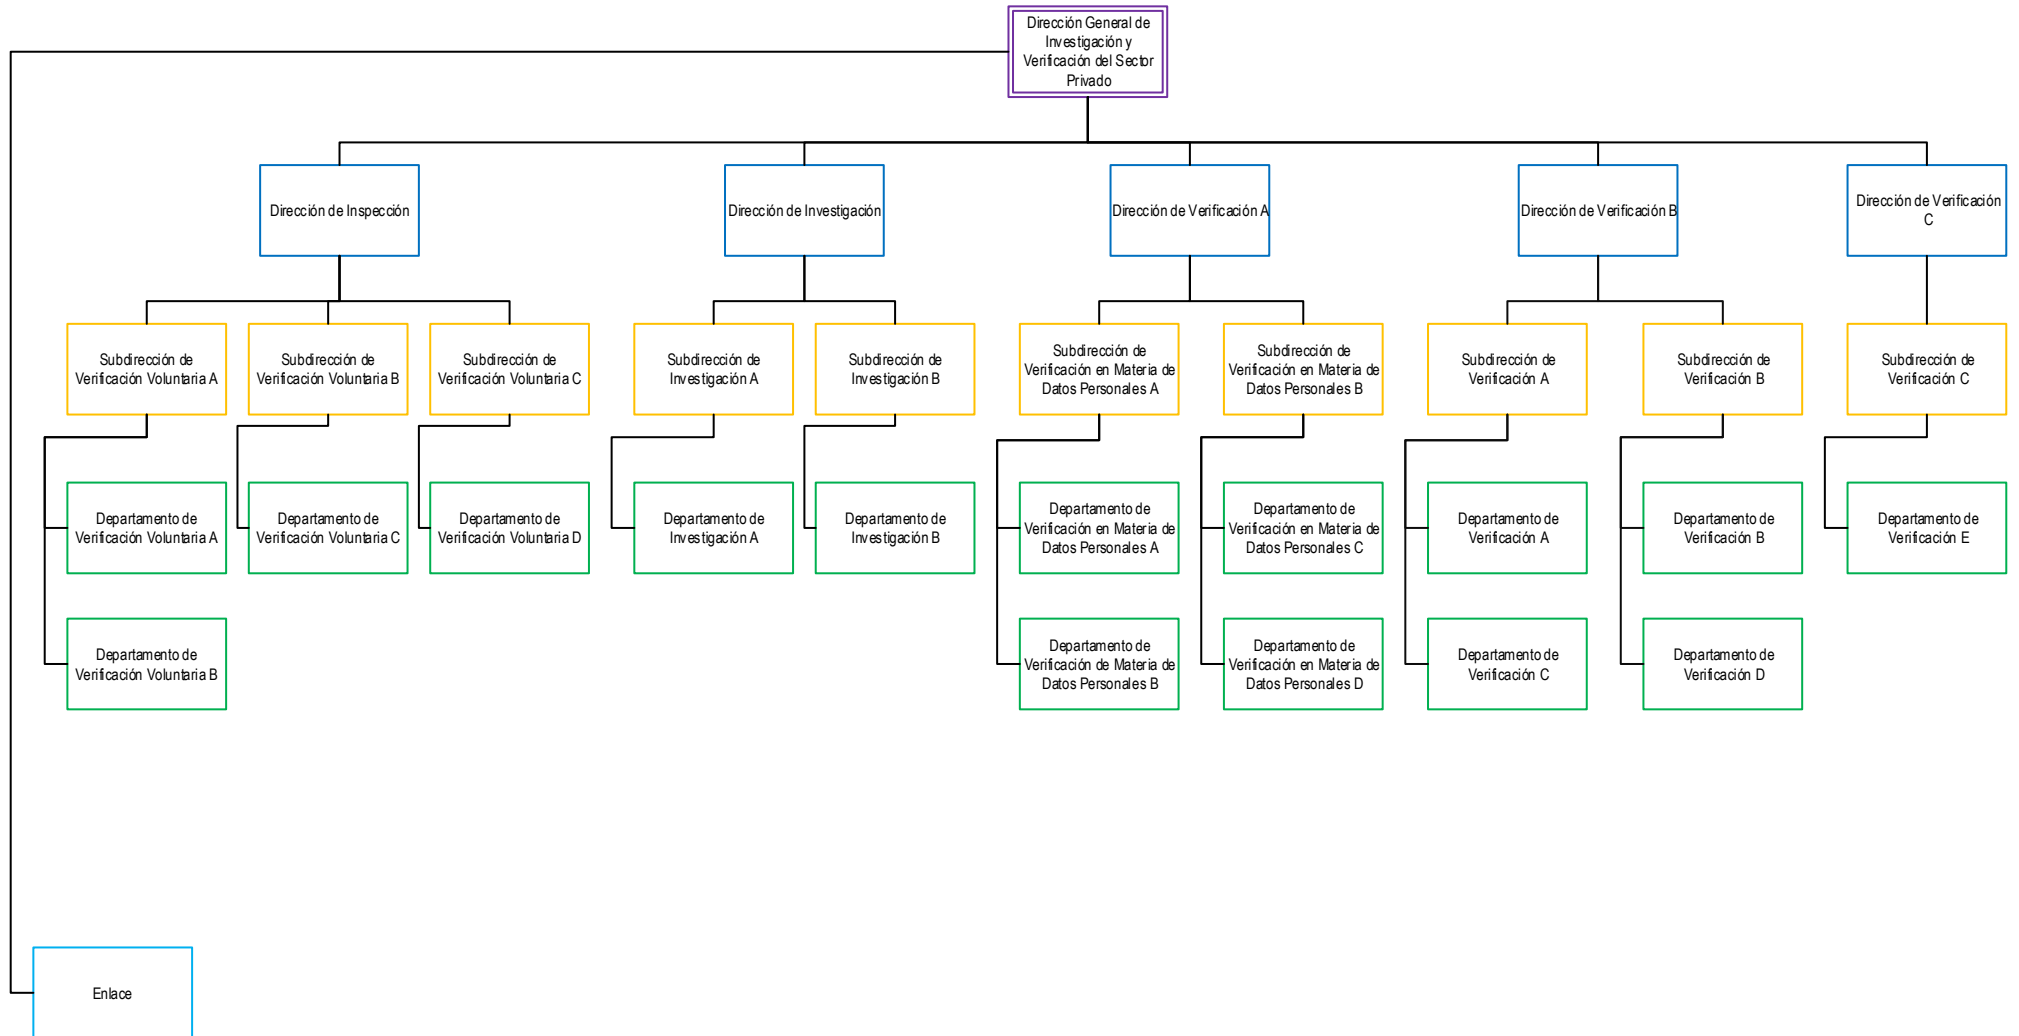 Dirección General de
Investigación y
Verificación del Sector
Privado
Dirección de Inspección
Dirección de Investigación
Dirección de Verificación A
Dirección de Verificación B
Dirección de Verificación
C
Subdirección de
Verificación Voluntaria A
Subdirección de
Verificación Voluntaria B
Subdirección de
Verificación Voluntaria C
Subdirección de
Investigación A
Subdirección de
Investigación B
Subdirección de
Verificación en Materia de
Datos Personales A
Subdirección de
Verificación en Materia de
Datos Personales B
Subdirección de
Verificación A
Subdirección de
Verificación B
Subdirección de
Verificación C
Departamento de
Verificación Voluntaria A
Departamento de
Verificación Voluntaria C
Departamento de
Verificación Voluntaria D
Departamento de
Investigación A
Departamento de
Investigación B
Departamento de
Verificación en Materia de
Datos Personales A
Departamento de
Verificación en Materia de
Datos Personales C
Departamento de
Verificación A
Departamento de
Verificación B
Departamento de
Verificación E
Departamento de
Verificación Voluntaria B
Departamento de
Verificación de Materia de
Datos Personales B
Departamento de
Verificación en Materia de
Datos Personales D
Departamento de
Verificación C
Departamento de
Verificación D
Enlace